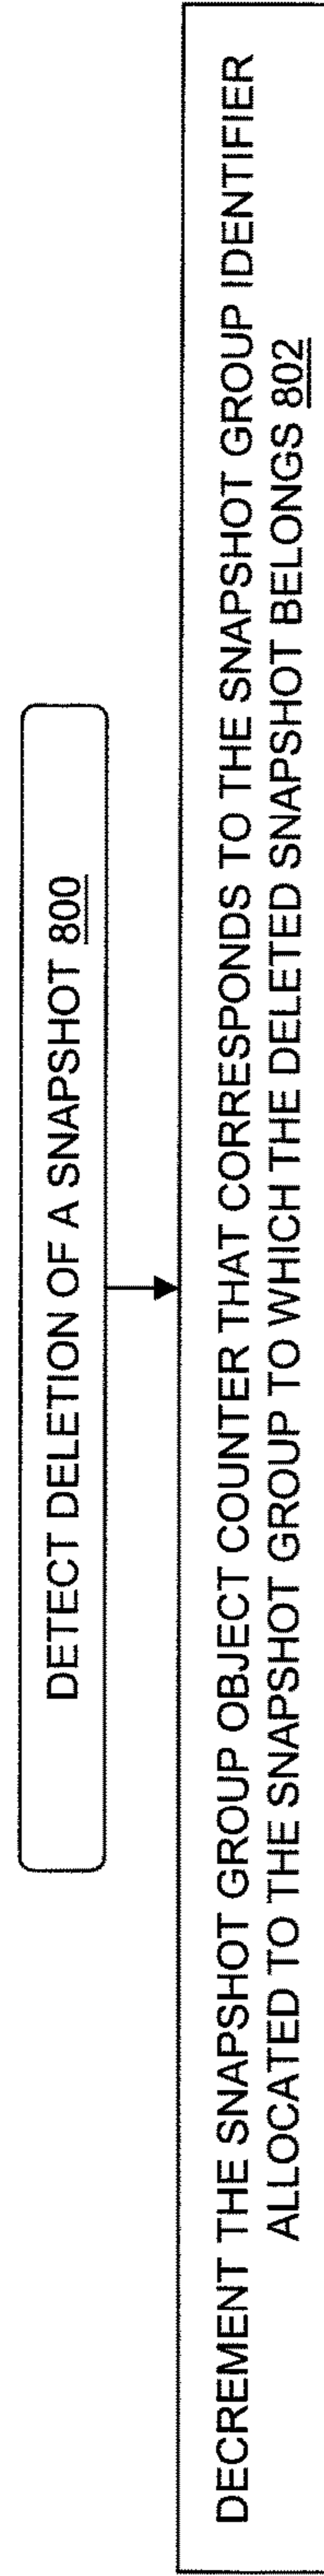 DETECT DELETION OF A SNAPSHOT 800
DECREMENT THE SNAPSHOT GROUP OBJECT COUNTER THAT CORRESPONDS TO THE SNAPSHOT GROUP IDENTIFIER
ALLOCATED TO THE SNAPSHOT GROUP TO WHICH THE DELETED SNAPSHOT BELONGS 802